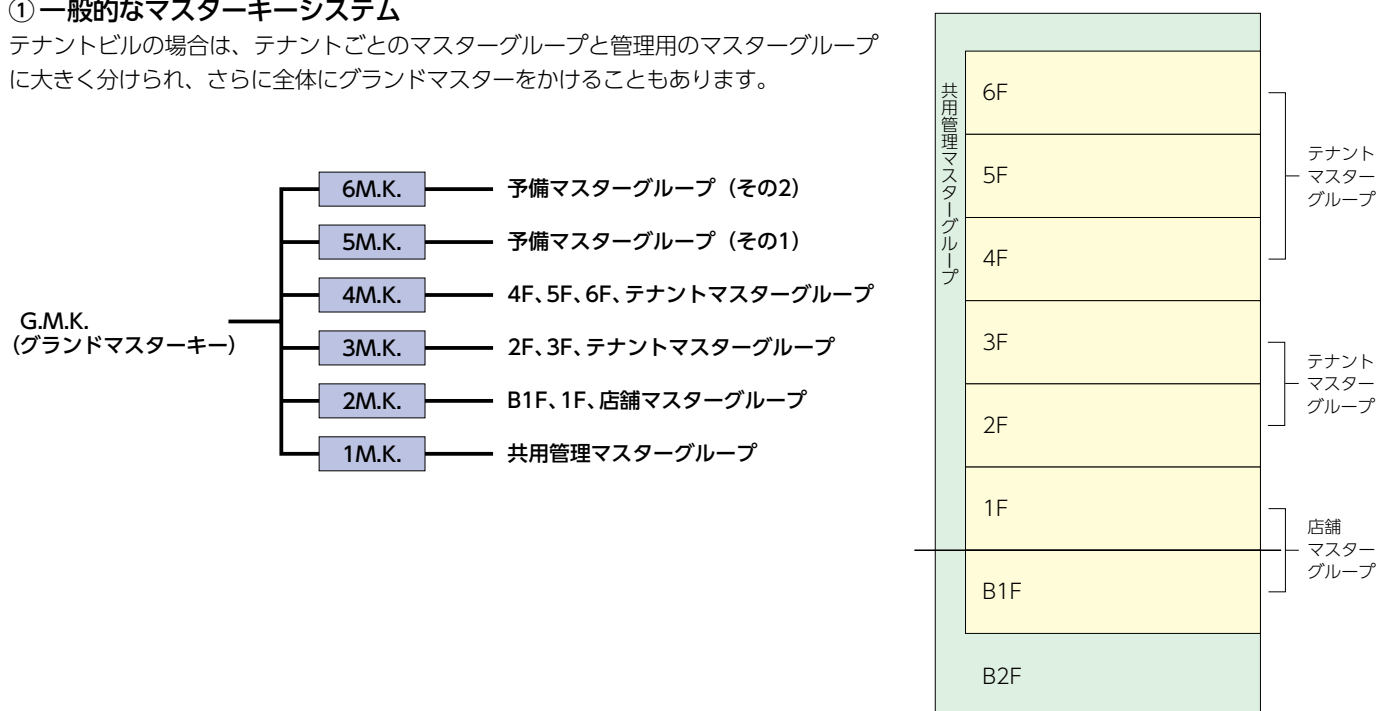 ① 一般的なマスターキーシステム
テナントビルの場合は、テナントごとのマスターグループと管理用のマスターグループ
に大きく分けられ、さらに全体にグランドマスターをかけることもあります。
G.M.K.
(グランドマスターキー)
6M.K.
予備マスターグループ（その2）
5M.K.
予備マスターグループ（その1）
4M.K.
4F、5F、6F、テナントマスターグループ
3M.K.
2F、3F、テナントマスターグループ
2M.K.
B1F、1F、店舗マスターグループ
1M.K.
共用管理マスターグループ
共用管理マスターグループ
6F
5F
4F
3F
2F
1F
B1F
B2F
テナント
マスター
グループ
テナント
マスター
グループ
店舗
マスター
グループ